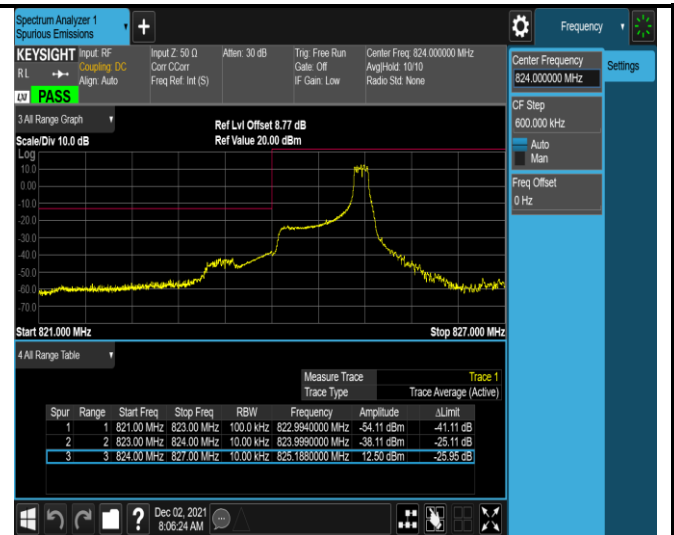 Spectrum Analyzer 1
Spurious Emissions
+
Frequency
KEYSIGHT
R L
LXI
PASS
Input: RF
Coupling: DC
Align: Auto
Input Z: 50 Ω
Corr CCorr
Freq Ref: Int (S)
Atten: 30 dB
Trig: Free Run
Gate: Off
IF Gain: Low
Center Freq: 824.000000 MHz
Avg|Hold: 10/10
Radio Std: None
Center Frequency
824.000000 MHz
Settings
CF Step
600.000 kHz
Auto
Man
Freq Offset
0 Hz
3 All Range Graph
Scale/Div 10.0 dB
Ref Lvl Offset 8.77 dB
Ref Value 20.00 dBm
Log
10.0
0.00
-10.0
-20.0
-30.0
-40.0
-50.0
-60.0
-70.0
Start 821.000 MHz Stop 827.000 MHz
4 All Range Table
Measure Trace Trace 1
Trace Type Trace Average (Active)
Spur Range Start Freq Stop Freq RBW Frequency Amplitude ΔLimit
1 1 821.00 MHz 823.00 MHz 100.0 kHz 822.9940000 MHz -54.11 dBm -41.11 dB
2 2 823.00 MHz 824.00 MHz 10.00 kHz 823.9990000 MHz -38.11 dBm -25.11 dB
3 3 824.00 MHz 827.00 MHz 10.00 kHz 825.1880000 MHz 12.50 dBm -25.95 dB
?
Dec 02, 2021
8:06:24 AM